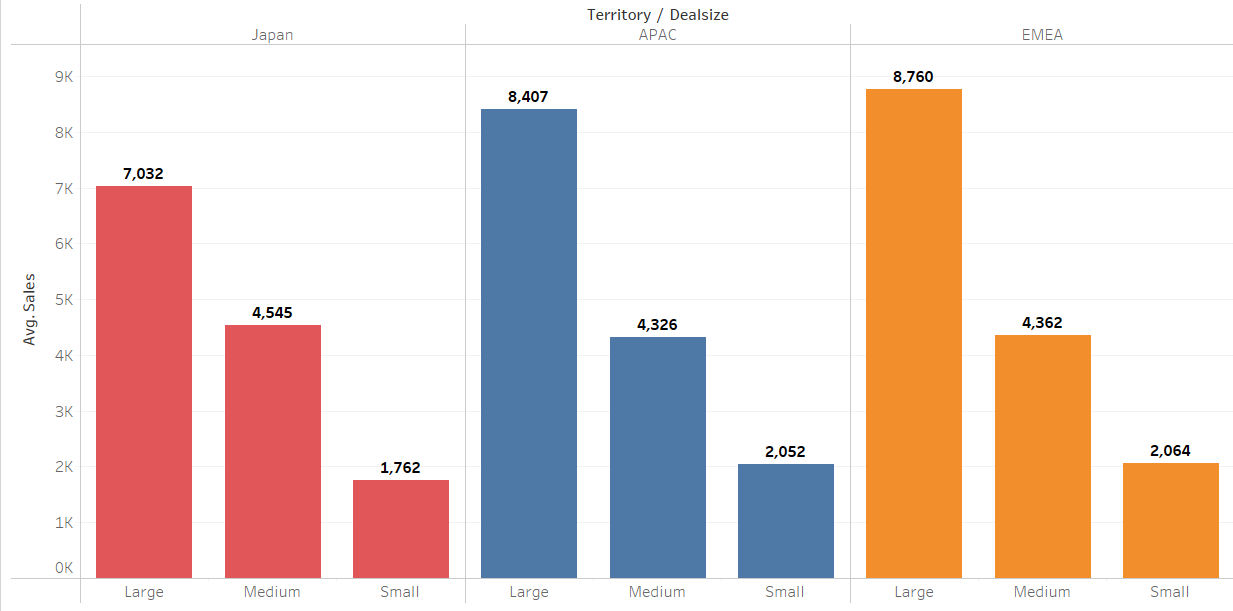 Territory / Dealsize
Japan APAC EMEA
9K
8K
7K
6K
5K
4K
3K
2K
1K
0K
Avg. Sales
7,032 4,545 1,762
8,407 4,326 2,052
8,760 4,362 2,064
Large Medium Small Large Medium Small Large Medium Small